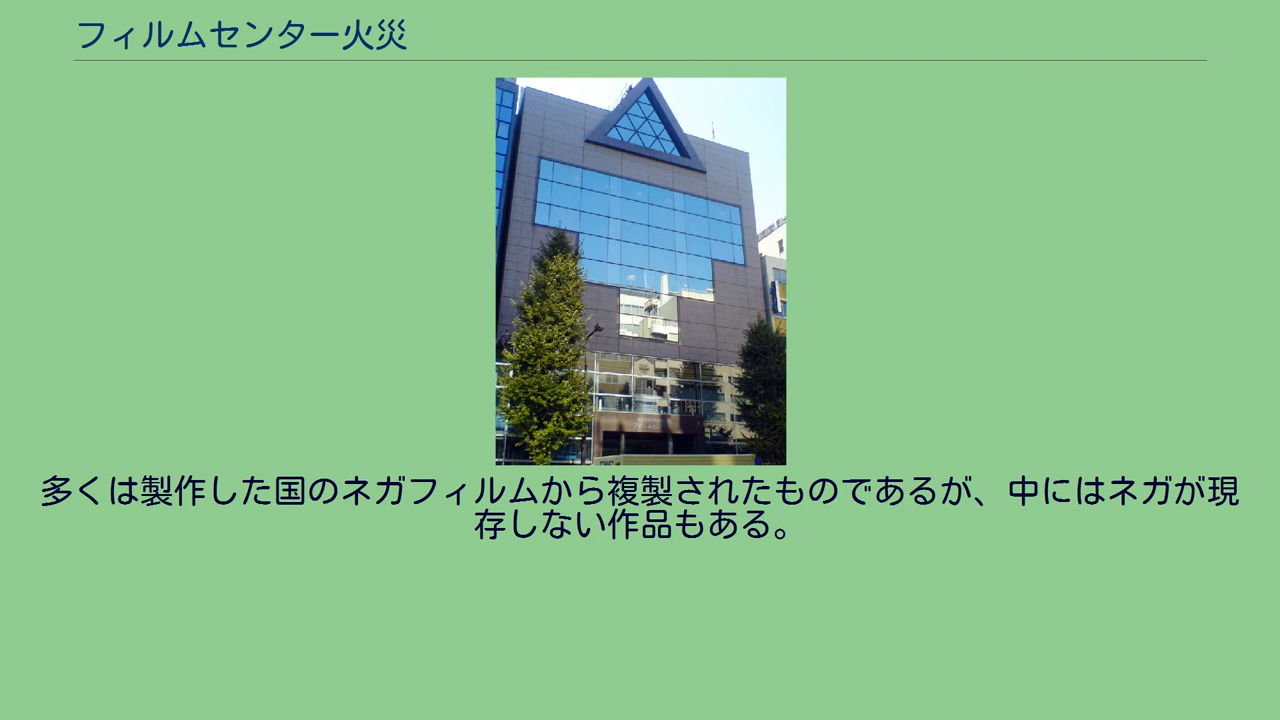 フィルムセンター火災
多くは製作した国のネガフィルムから複製されたものであるが、中にはネガが現
存しない作品もある。